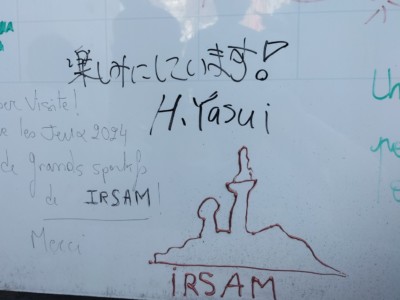 楽しみにしています!
H.Yasui
Visite!
les Jeux 2024
de grands sportifs
de IRSAM!
Merci
IRSAM